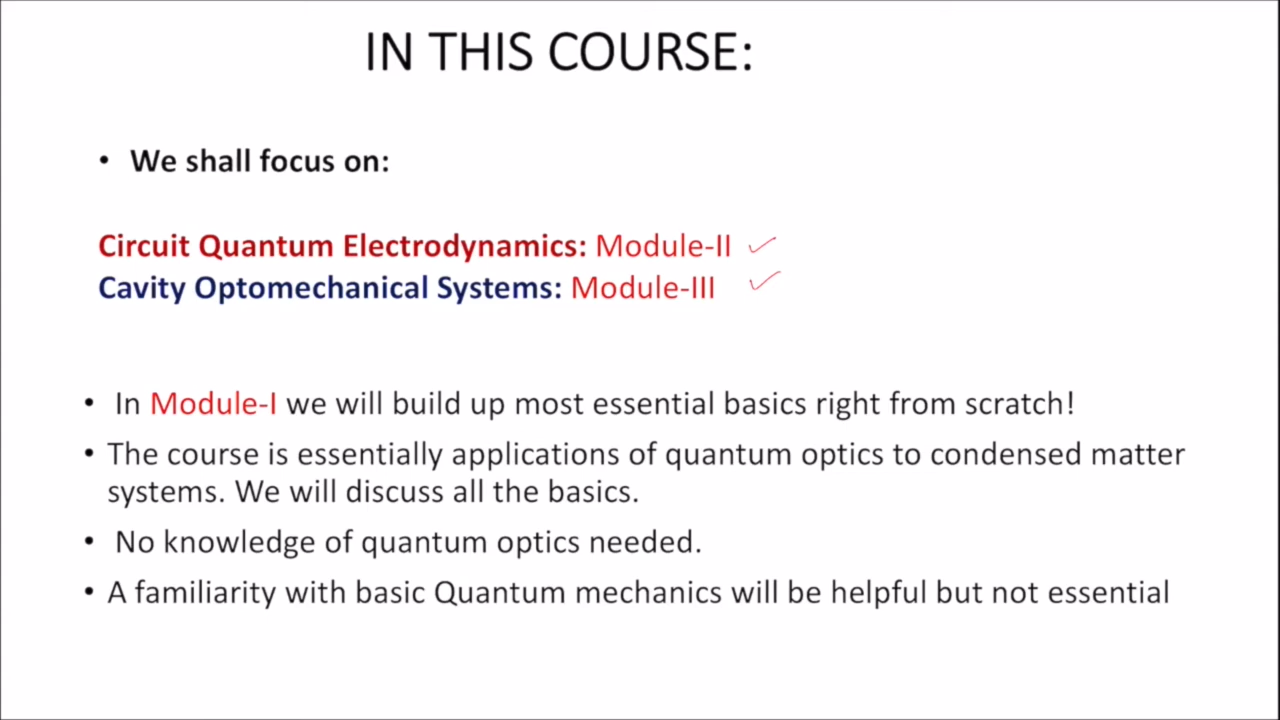 IN THIS COURSE:
• We shall focus on:
Circuit Quantum Electrodynamics: Module-II
Cavity Optomechanical Systems: Module-III
• In Module-I we will build up most essential basics right from scratch!
• The course is essentially applications of quantum optics to condensed matter
systems. We will discuss all the basics.
• No knowledge of quantum optics needed.
• A familiarity with basic Quantum mechanics will be helpful but not essential